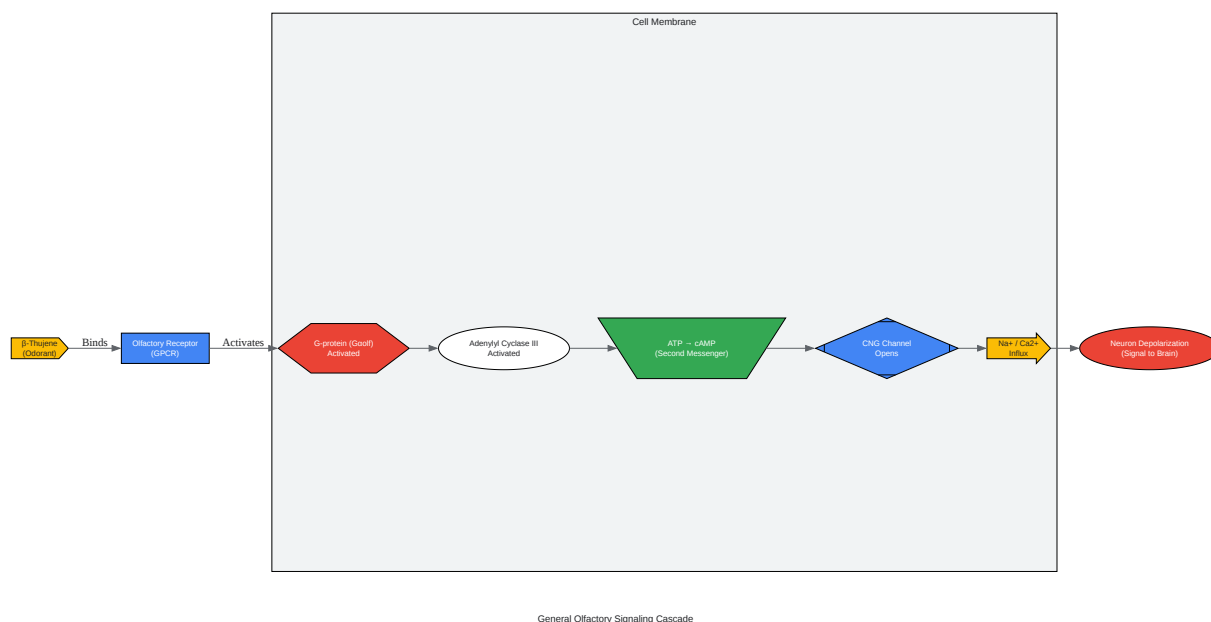 Cell Membrane
β-Thujene
(Odorant)
Binds
Olfactory Receptor
(GPCR)
Activates
G-protein (Gαolf)
Activated
Adenylyl Cyclase III
Activated
ATP → cAMP
(Second Messenger)
CNG Channel
Opens
Na+ / Ca2+
Influx
Neuron Depolarization
(Signal to Brain)
General Olfactory Signaling Cascade